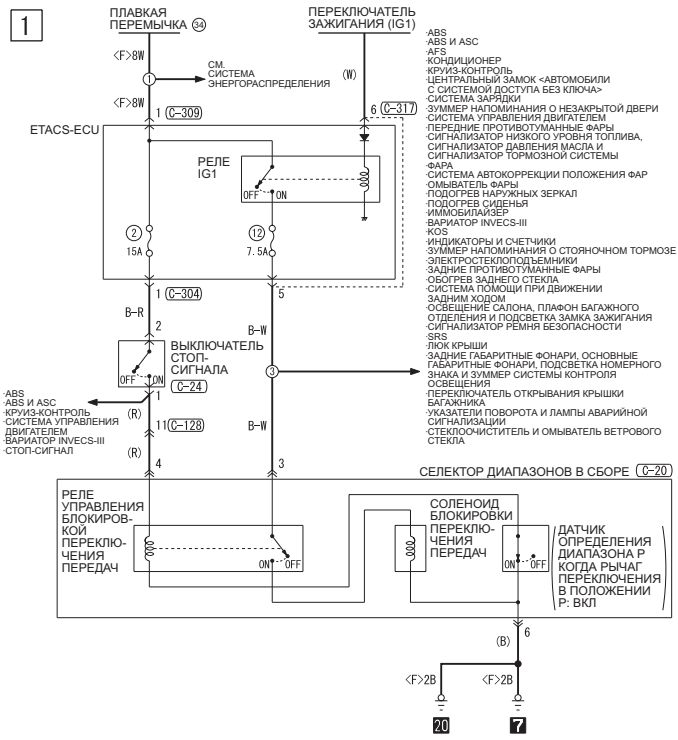 1
ПЛАВКАЯ
ПЕРЕМЫЧКА 34
ПЕРЕКЛЮЧАТЕЛЬ
ЗАЖИГАНИЯ (IG1)
<F>8W
1
СМ.
СИСТЕМА
ЭНЕРГОРАСПРЕДЕЛЕНИЯ
(W)
<F>8W
1 C-309
6 C-317
ETACS-ECU
РЕЛЕ
IG1
OFF ON
2
15A
12
7.5A
1 C-304
5
B-R
2
B-W
ВЫКЛЮЧАТЕЛЬ
СТОП-
СИГНАЛА
OFF ON
C-24
3
1
·ABS
·ABS И ASC
·AFS
·КОНДИЦИОНЕР
·КРУИЗ-КОНТРОЛЬ
·ЦЕНТРАЛЬНЫЙ ЗАМОК <АВТОМОБИЛИ
С СИСТЕМОЙ ДОСТУПА БЕЗ КЛЮЧА>
·СИСТЕМА ЗАРЯДКИ
·ЗУММЕР НАПОМИНАНИЯ О НЕЗАКРЫТОЙ ДВЕРИ
·СИСТЕМА УПРАВЛЕНИЯ ДВИГАТЕЛЕМ
·ПЕРЕДНИЕ ПРОТИВОТУМАННЫЕ ФАРЫ
·СИГНАЛИЗАТОР НИЗКОГО УРОВНЯ ТОПЛИВА,
СИГНАЛИЗАТОР ДАВЛЕНИЯ МАСЛА И
СИГНАЛИЗАТОР ТОРМОЗНОЙ СИСТЕМЫ
·ФАРА
·СИСТЕМА АВТОКОРРЕКЦИИ ПОЛОЖЕНИЯ ФАР
·ОМЫВАТЕЛЬ ФАРЫ
·ПОДОГРЕВ НАРУЖНЫХ ЗЕРКАЛ
·ПОДОГРЕВ СИДЕНЬЯ
·ИММОБИЛАЙЗЕР
·ВАРИАТОР INVECS-III
·KOS
·ИНДИКАТОРЫ И СЧЕТЧИКИ
·ЗУММЕР НАПОМИНАНИЯ О СТОЯНОЧНОМ ТОРМОЗЕ
·ЭЛЕКТРОСТЕКЛОПОДЪЕМНИКИ
·ЗАДНИЕ ПРОТИВОТУМАННЫЕ ФАРЫ
·ОБОГРЕВ ЗАДНЕГО СТЕКЛА
·СИСТЕМА ПОМОЩИ ПРИ ДВИЖЕНИИ
ЗАДНИМ ХОДОМ
·ОСВЕЩЕНИЕ САЛОНА, ПЛАФОН БАГАЖНОГО
ОТДЕЛЕНИЯ И ПОДСВЕТКА ЗАМКА ЗАЖИГАНИЯ
·СИГНАЛИЗАТОР РЕМНЯ БЕЗОПАСНОСТИ
·SRS
·ЛЮК КРЫШИ
·ЗАДНИЕ ГАБАРИТНЫЕ ФОНАРИ, ОСНОВНЫЕ
ГАБАРИТНЫЕ ФОНАРИ, ПОДСВЕТКА НОМЕРНОГО
ЗНАКА И ЗУММЕР СИСТЕМЫ КОНТРОЛЯ
ОСВЕЩЕНИЯ
·ПЕРЕКЛЮЧАТЕЛЬ ОТКРЫВАНИЯ КРЫШКИ
БАГАЖНИКА
·УКАЗАТЕЛИ ПОВОРОТА И ЛАМПЫ АВАРИЙНОЙ
СИГНАЛИЗАЦИИ
·СТЕКЛООЧИСТИТЕЛЬ И ОМЫВАТЕЛЬ ВЕТРОВОГО
СТЕКЛА
·ABS
·ABS И ASC
·КРУИЗ-КОНТРОЛЬ
·СИСТЕМА УПРАВЛЕНИЯ
ДВИГАТЕЛЕМ
·ВАРИАТОР INVECS-III
·СТОП-СИГНАЛ
(R)
11 C-128
B-W
(R)
4
3
СЕЛЕКТОР ДИАПАЗОНОВ В СБОРЕ C-20
РЕЛЕ
УПРАВЛЕНИЯ
БЛОКИРОВ-
КОЙ
ПЕРЕКЛЮ-
ЧЕНИЯ
ПЕРЕДАЧ
ON OFF
СОЛЕНОИД
БЛОКИРОВКИ
ПЕРЕКЛЮ-
ЧЕНИЯ
ПЕРЕДАЧ
ON OFF
ДАТЧИК
ОПРЕДЕЛЕНИЯ
ДИАПАЗОНА P
КОГДА РЫЧАГ
ПЕРЕКЛЮЧЕНИЯ
В ПОЛОЖЕНИИ
P: ВКЛ
6
(B)
<F>2B
<F>2B
20
7